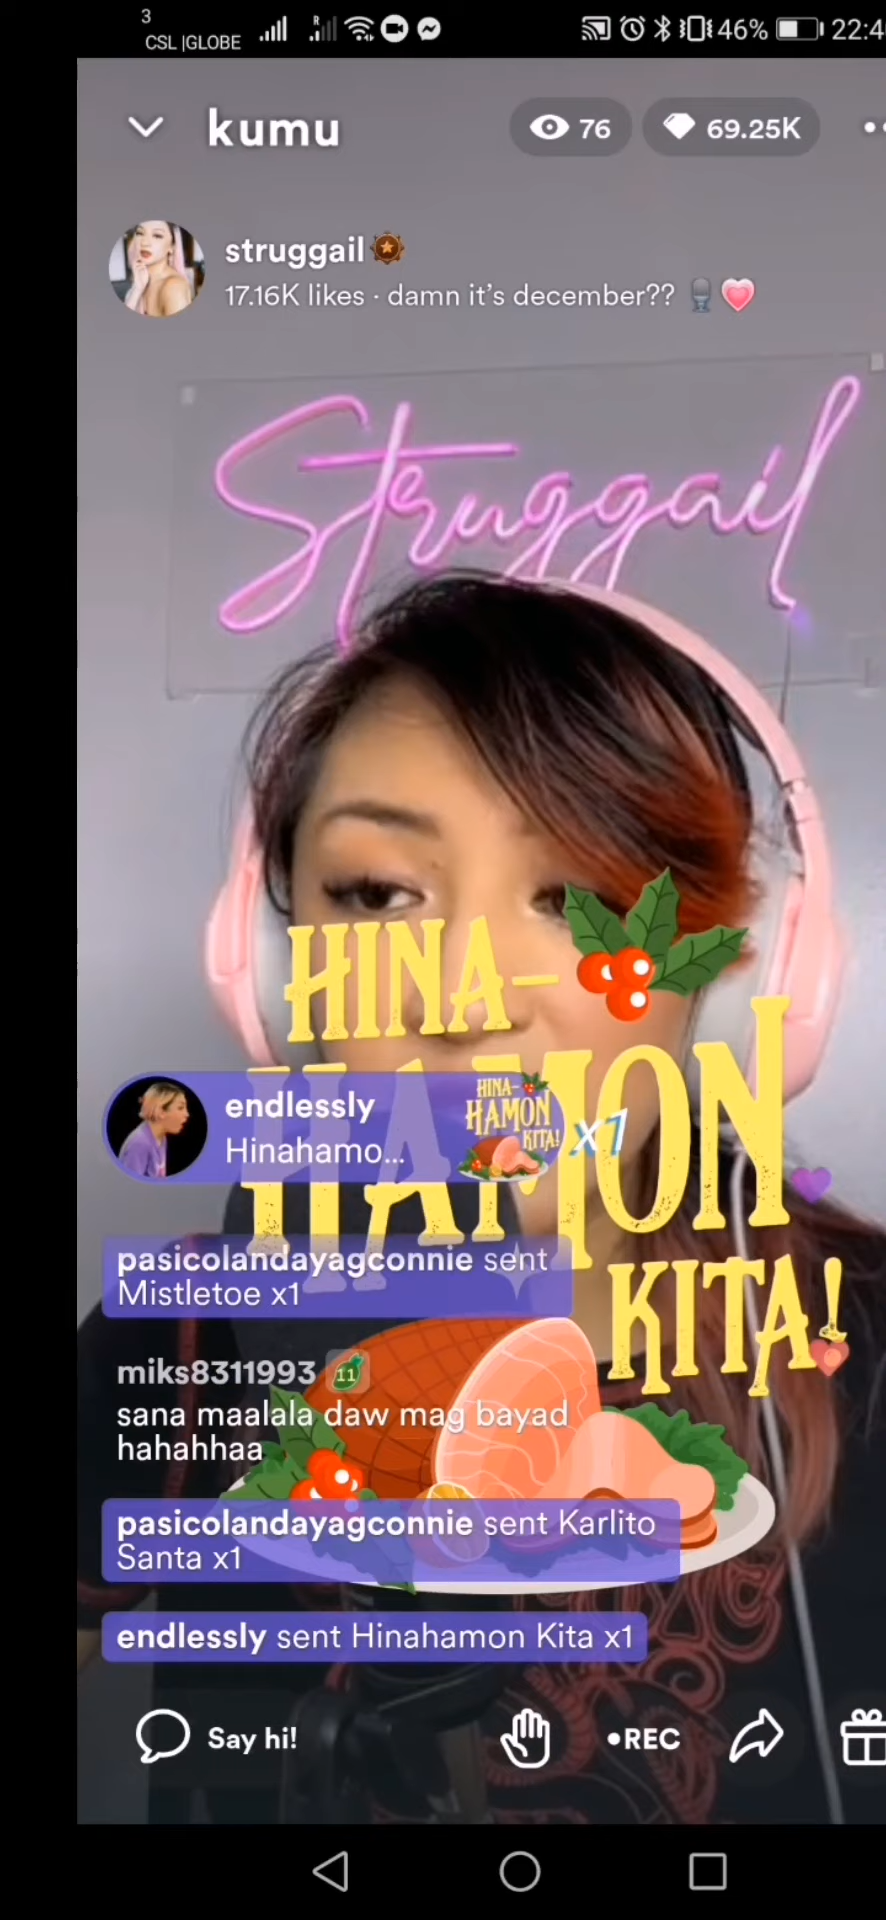 3
CSL |GLOBE
R
46%
22:4
kumu
76
69.25K
struggail
17.16K likes · damn it's december??
Struggail
HINA-
HAMON
KITA!
endlessly
Hinahamo...
HINA-
HAMON
KITA!
x1
pasicolandayagconnie sent
Mistletoe x1
miks8311993 11
sana maalala daw mag bayad
hahahhaa
pasicolandayagconnie sent Karlito
Santa x1
endlessly sent Hinahamon Kita x1
Say hi!
•REC